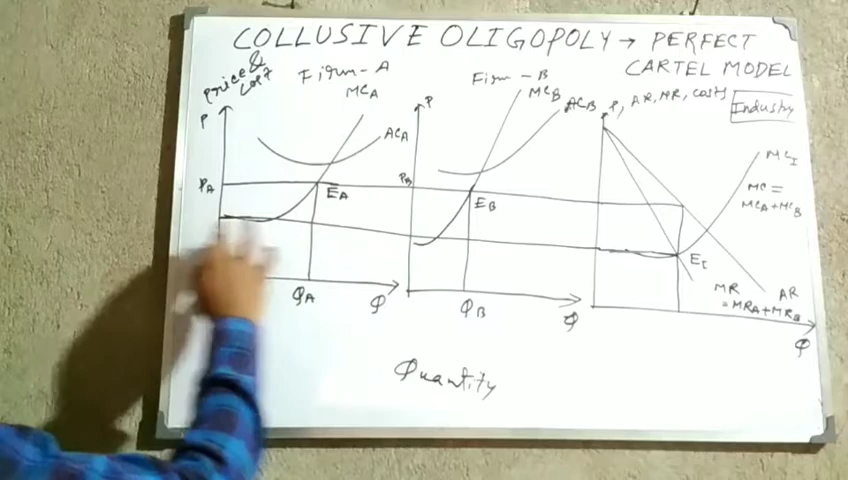 COLLUSIVE OLIGOPOLY → PERFECT
CARTEL MODEL
Price &
Cost
P
Firm - A
MCA
ACA
PA
EA
QA
Q
P
Firm - B
MCB
ACB
PB
EB
QB
Q
P, AR, MR, Costs
Industry
MCI
MC =
MCA + MCB
EI
MR
= MRA + MRB
AR
Q
Quantity